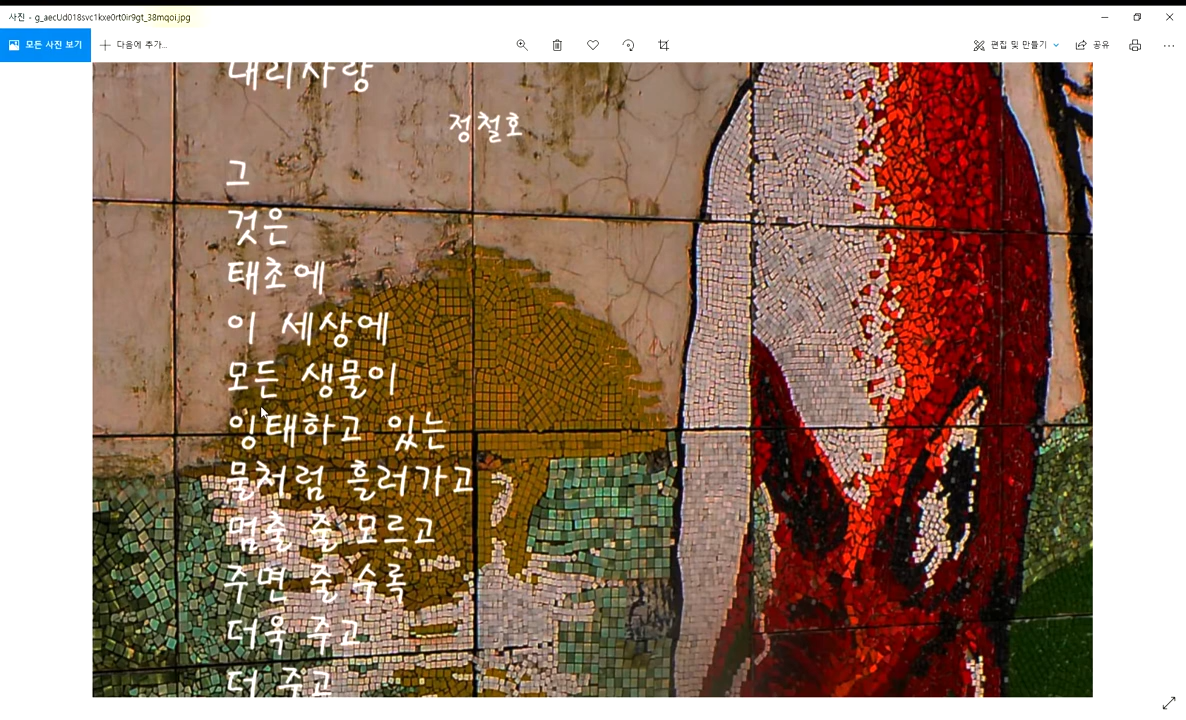 사진 - g_aecUd018svc1kxe0rt0ir9gt_38mqoi.jpg
모든 사진 보기
다음에 추가...
편집 및 만들기
공유
내리사랑
정철호
그
것은
태초에
이 세상에
모든 생물이
잉태하고 있는
물처럼 흘러가고
멈출 줄 모르고
주면 줄 수록
더욱 주고
더 주고